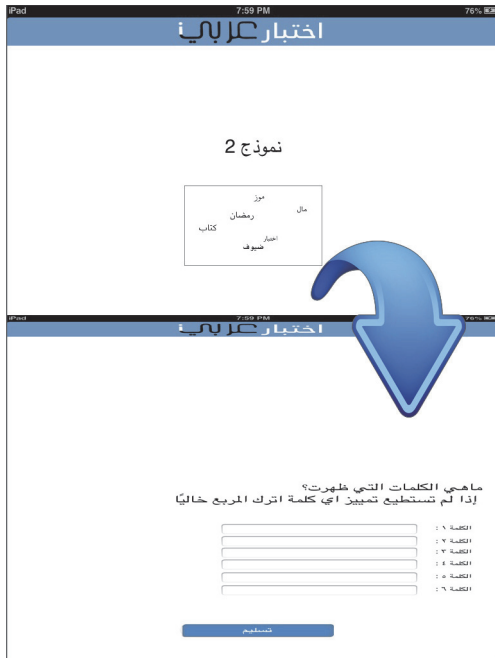 iPad 7:59 PM 76%
اختبار عربي
نموذج 2
موز
مال
رمضان
كتاب
اختبار
ضيوف
iPad 7:59 PM 76%
اختبار عربي
ماهي الكلمات التي ظهرت؟
إذا لم تستطيع تمييز اي كلمة اترك المربع خاليًا
الكلمة ١ :
الكلمة ٢ :
الكلمة ٣ :
الكلمة ٤ :
الكلمة ٥ :
الكلمة ٦ :
تسليم